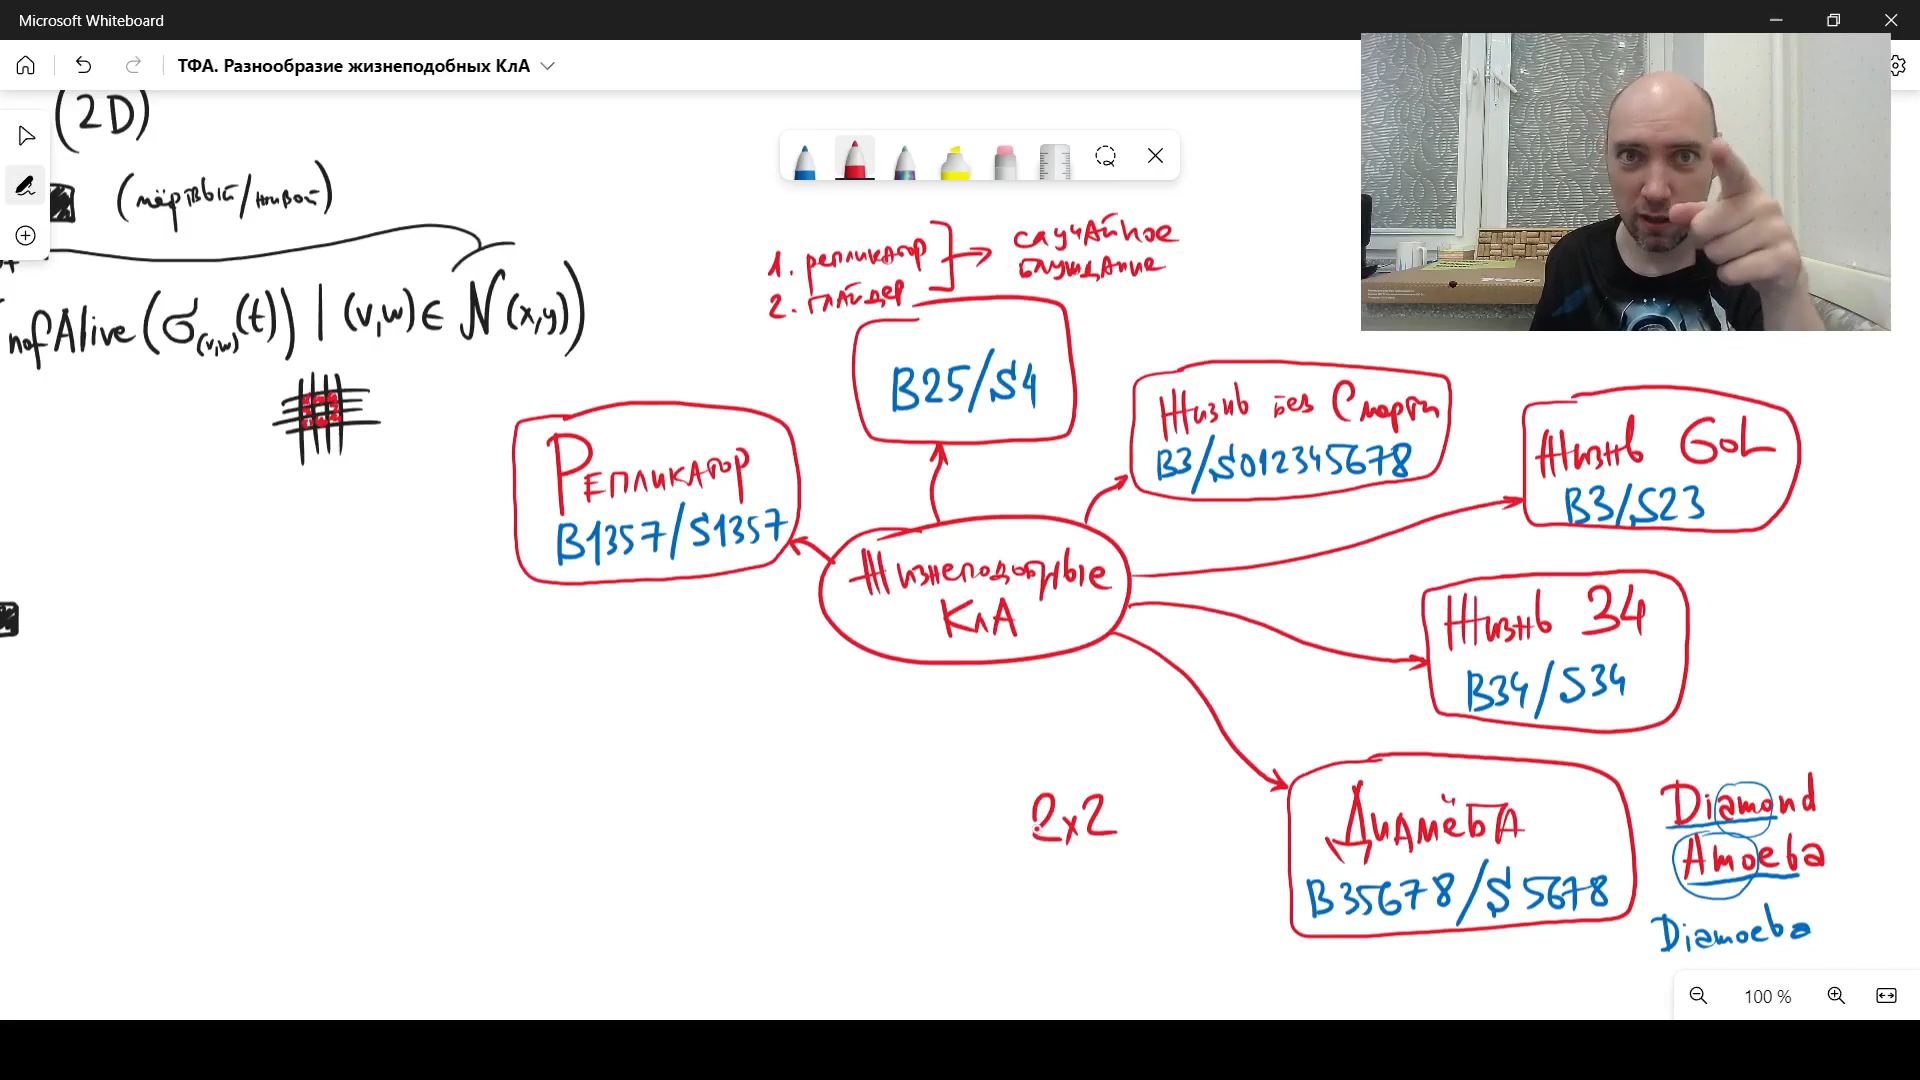 Microsoft Whiteboard
ТФА. Разнообразие жизнеподобных КлА
(2D)
(мёртвый/живой)
nofAlive(σ(v,w)(t)) | (v,w)∈ N(x,y))
1. репликатор
2. глайдер
случайное
блуждание
B25/S4
Репликатор
B1357/S1357
Жизнь без Смерти
B3/S012345678
Жизнь GoL
B3/S23
Жизнеподобные
КлА
Жизнь 34
B34/S34
2x2
Диамёба
B35678/S5678
Diamond
Amoeba
Diamoeba
100 %